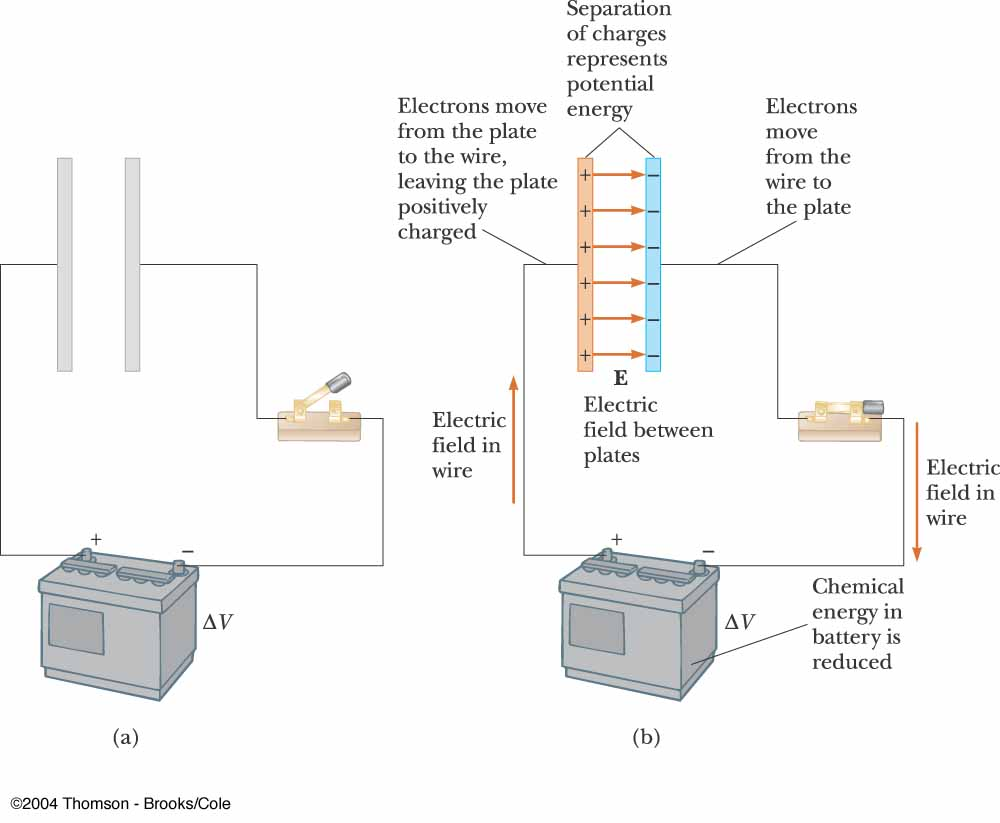 Separation
of charges
represents
potential
energy
Electrons move
from the plate
to the wire,
leaving the plate
positively
charged
Electrons
move
from the
wire to
the plate
+ −
+ −
+ −
+ −
+ −
+ −
E
Electric
field between
plates
Electric
field in
wire
Electric
field in
wire
+ −
ΔV
+ −
ΔV
Chemical
energy in
battery is
reduced
(a)
(b)
©2004 Thomson - Brooks/Cole